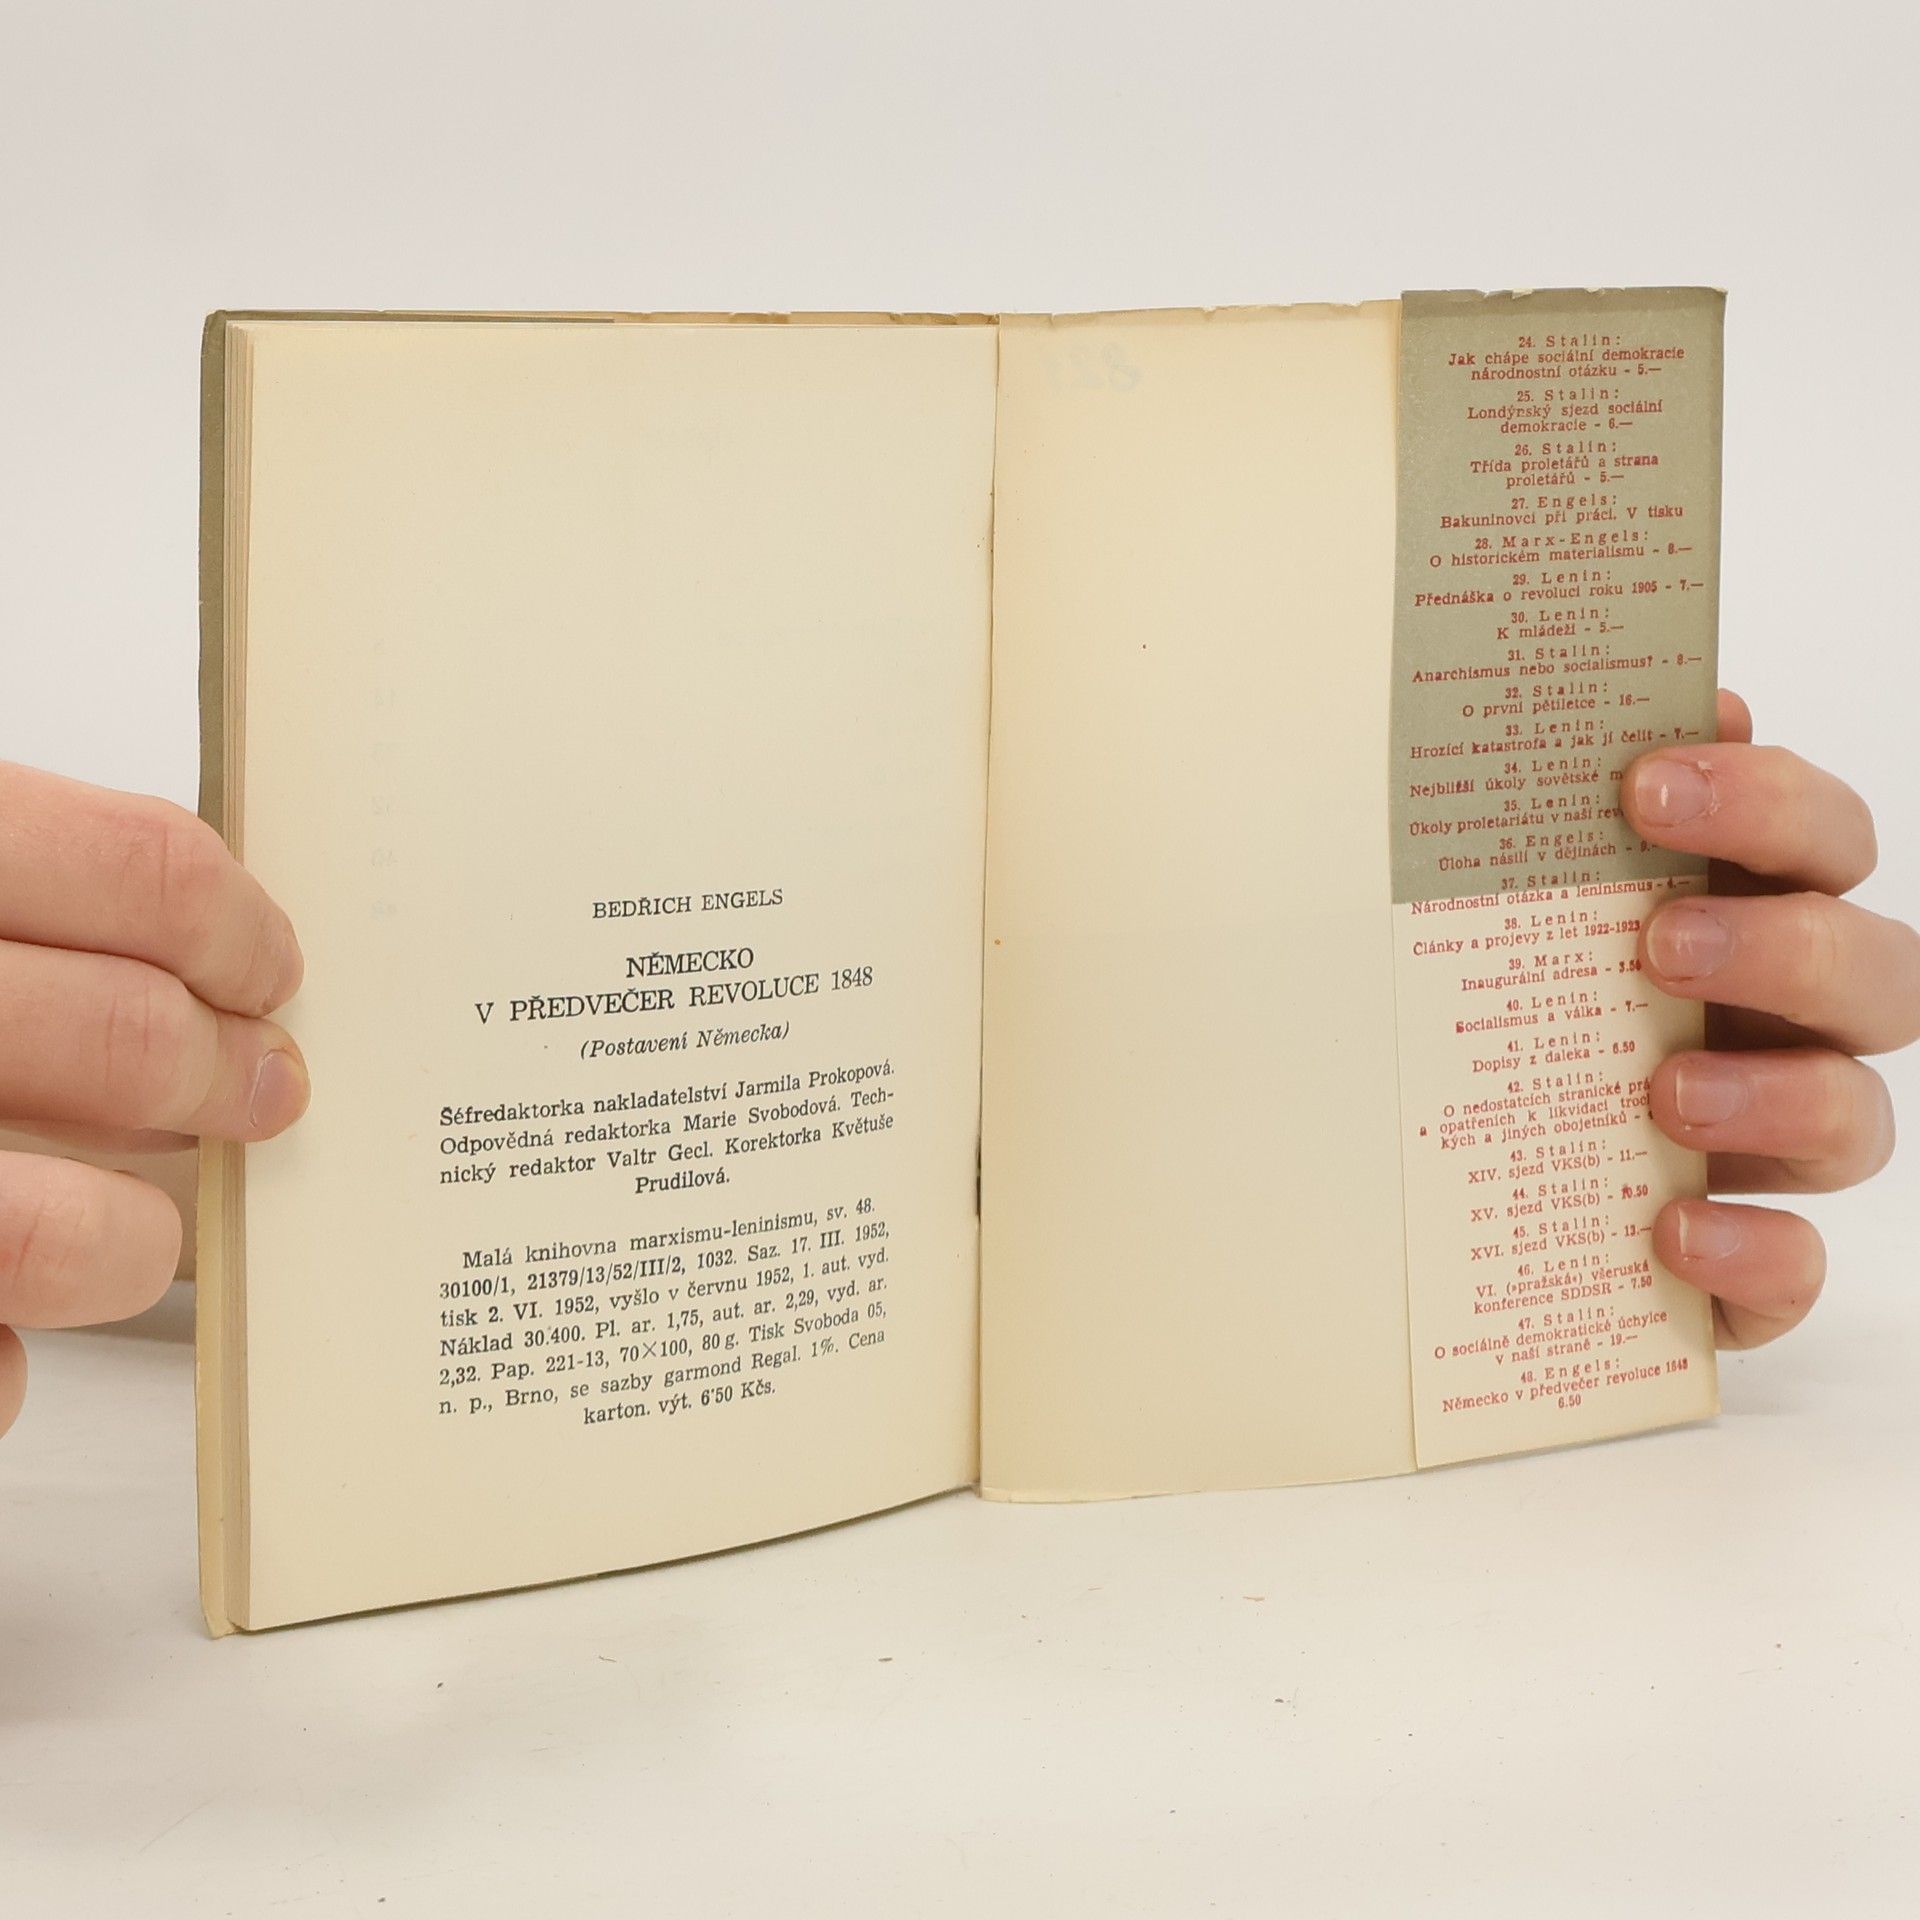 BEDŘICH ENGELS
NĚMECKO
V PŘEDVEČER REVOLUCE 1848
(Postavení Německa)
Šéfredaktorka nakladatelství Jarmila Prokopová.
Odpovědná redaktorka Marie Svobodová. Tech-
nický redaktor Valtr Gecl. Korektorka Květuše
Prudilová.
Malá knihovna marxismu-leninismu, sv. 48.
30100/1, 21379/13/52/III/2, 1032. Saz. 17. III. 1952,
tisk 2. VI. 1952, vyšlo v červnu 1952, 1. aut. vyd.
Náklad 30.400. Pl. ar. 1,75, aut. ar. 2,29, vyd. ar.
2,32. Pap. 221-13, 70×100, 80 g. Tisk Svoboda 05,
n. p., Brno, se sazby garmond Regal. 1%. Cena
karton. výt. 6·50 Kčs.
24. Stalin:
Jak chápe sociální demokracie
národnostní otázku - 5.—
25. Stalin:
Londýnský sjezd sociální
demokracie - 6.—
26. Stalin:
Třída proletářů a strana
proletářů - 5.—
27. Engels:
Bakuninovci při práci. V tisku
28. Marx-Engels:
O historickém materialismu - 8.—
29. Lenin:
Přednáška o revoluci roku 1905 - 7.—
30. Lenin:
K mládeži - 5.—
31. Stalin:
Anarchismus nebo socialismus? - 8.—
32. Stalin:
O první pětiletce - 16.—
33. Lenin:
Hrozící katastrofa a jak jí čelit - 7.—
34. Lenin:
Nejbližší úkoly sovětské
35. Lenin:
Úkoly proletariátu v naší
36. Engels:
Úloha násilí v dějinách - 9.-
37. Stalin:
Národnostní otázka a leninismus - 4.—
38. Lenin:
Články a projevy z let 1922-1923
39. Marx:
Inaugurální adresa - 3.50
40. Lenin:
Socialismus a válka - 7.—
41. Lenin:
Dopisy z daleka - 6.50
42. Stalin:
O nedostatcích stranické
a opatřeních k likvidaci
kých a jiných obojetníků -
43. Stalin:
XIV. sjezd VKS(b) - 11.—
44. Stalin:
XV. sjezd VKS(b) - 10.50
45. Stalin:
XVI. sjezd VKS(b) - 13.—
46. Lenin:
VI. (»pražská«) všeruská
konference SDDSR - 7.50
47. Stalin:
O sociálně demokratické úchylce
v naší straně - 19.—
48. Engels:
Německo v předvečer revoluce 1848
6.50